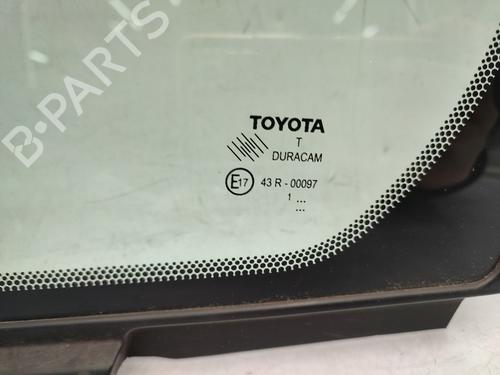 B-PARTS
TOYOTA
T
DURACAM
E17 43 R - 00097
1 ...
...